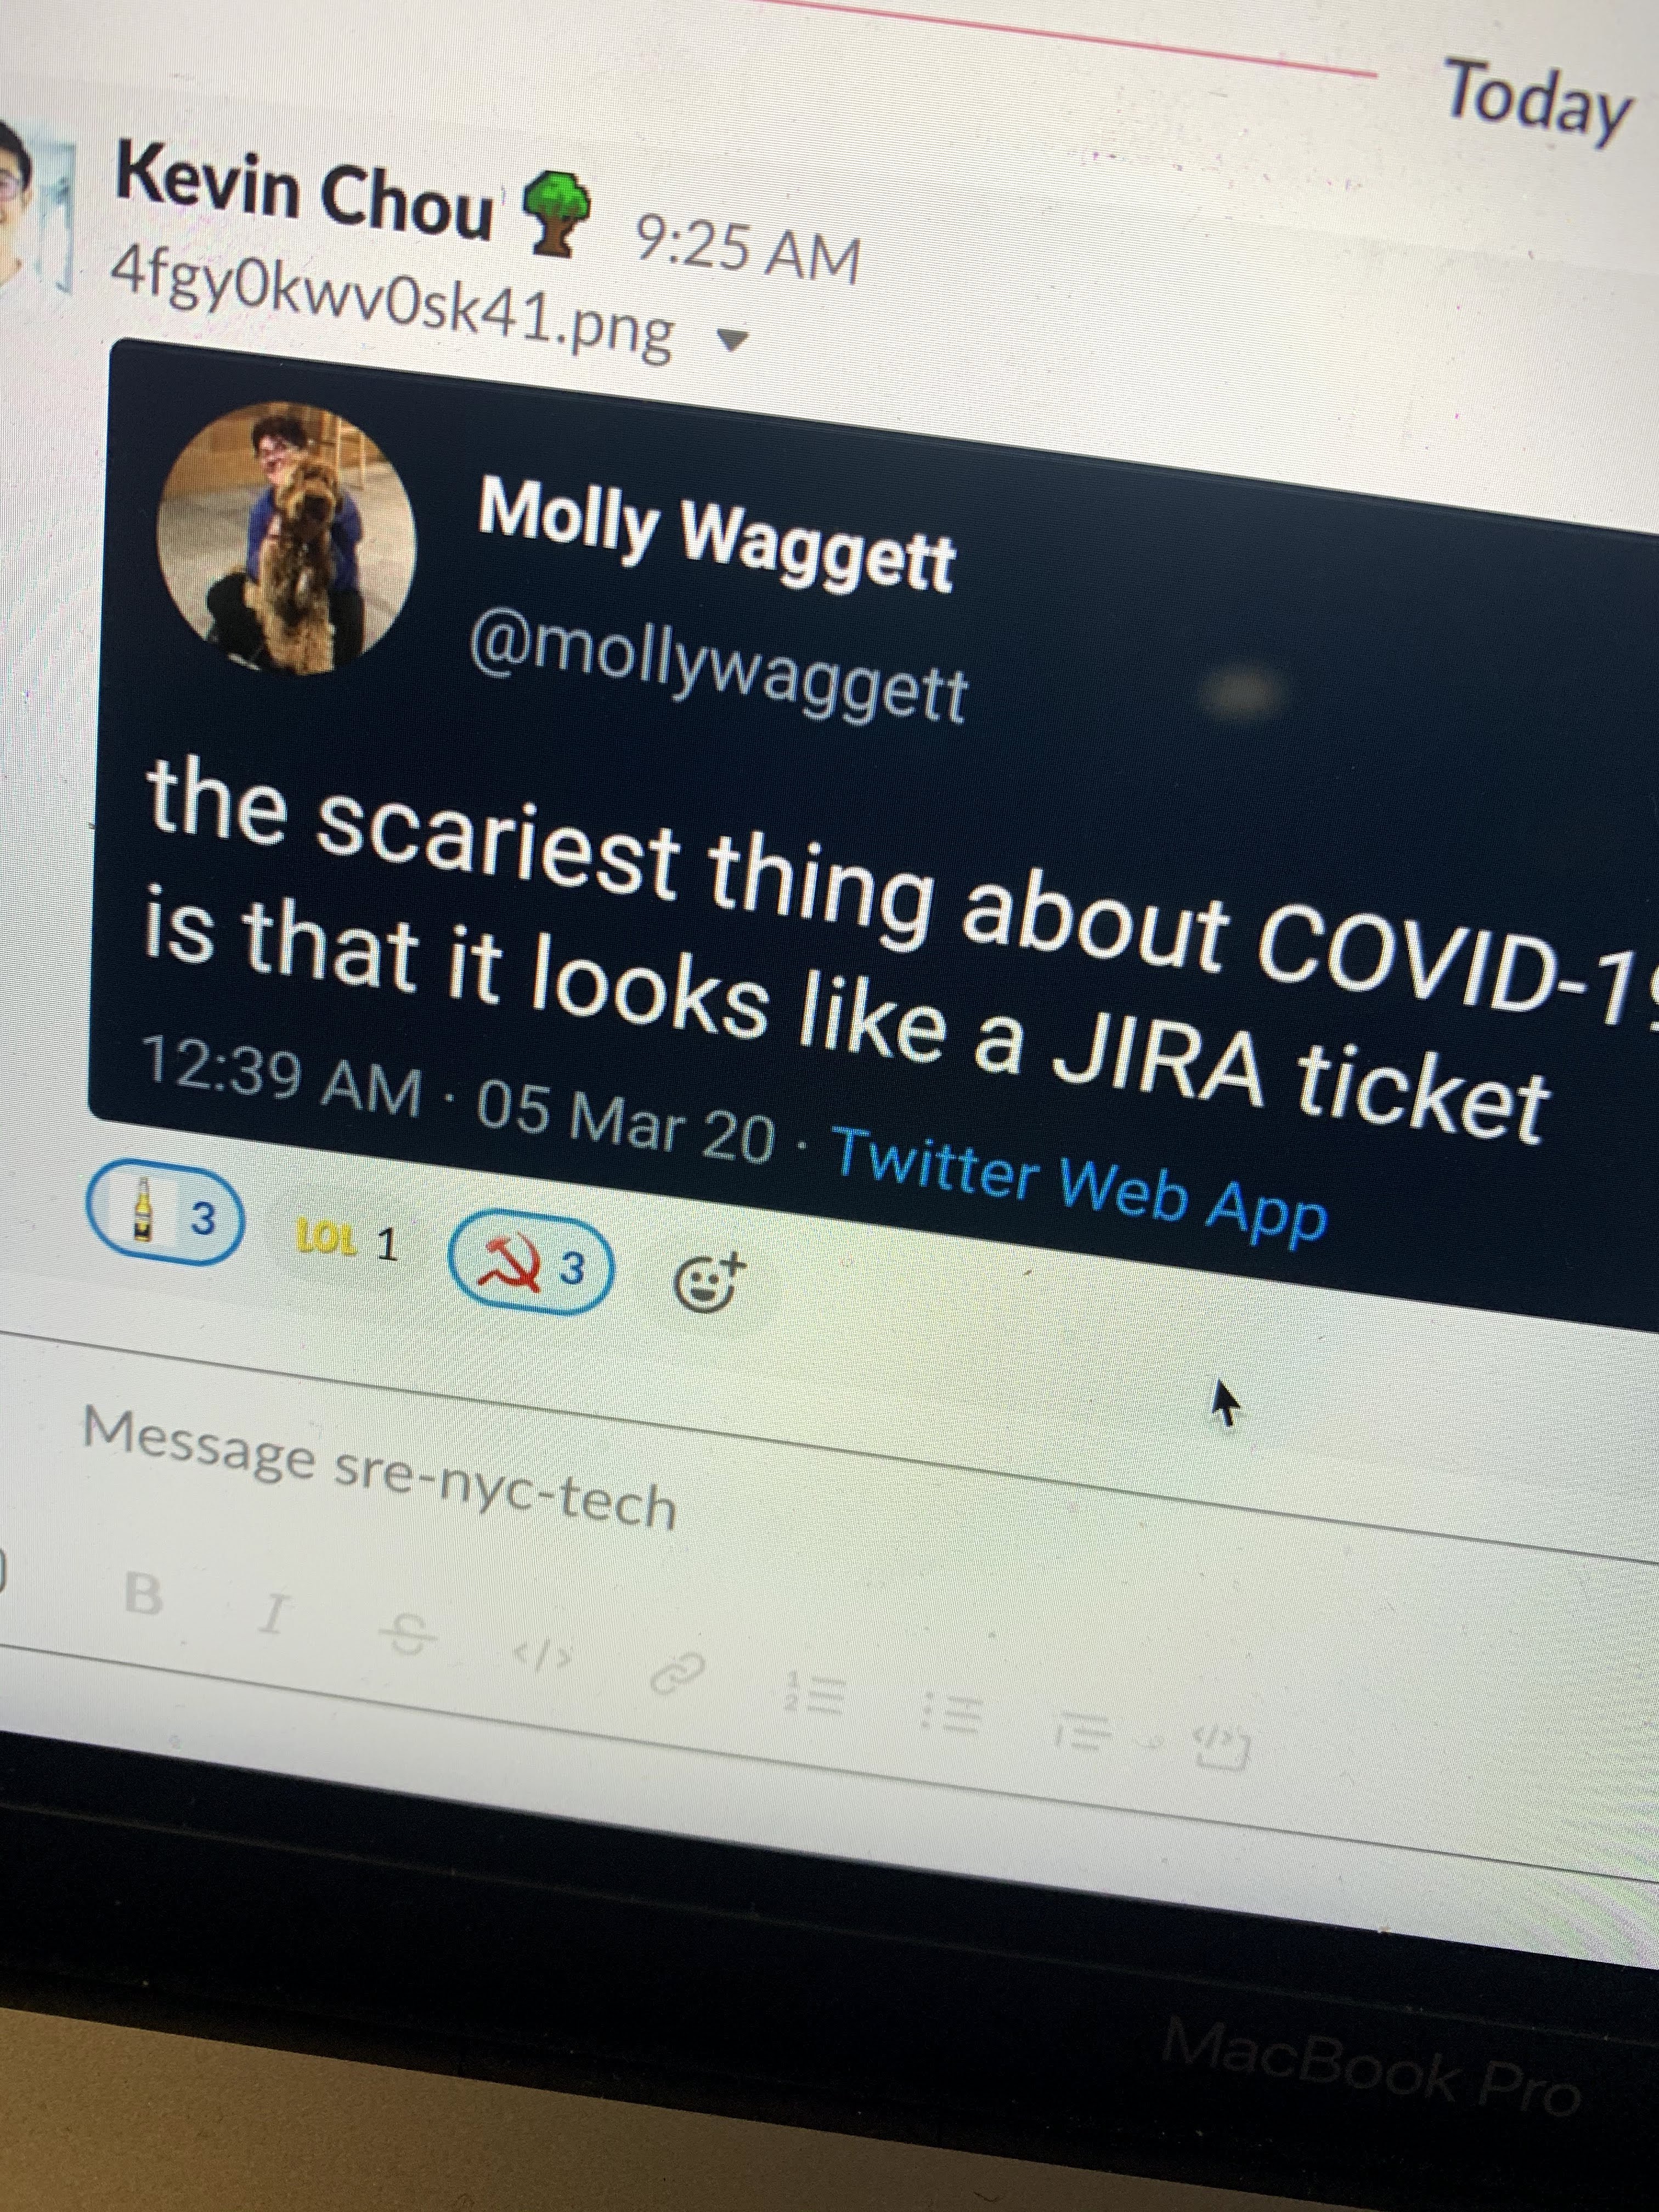 Today
Kevin Chou 9:25 AM
4fgy0kwv0sk41.png
Molly Waggett
@mollywaggett
the scariest thing about COVID-19
is that it looks like a JIRA ticket
12:39 AM · 05 Mar 20 · Twitter Web App
3 LOL 1 3
Message sre-nyc-tech
B I S </>
MacBook Pro